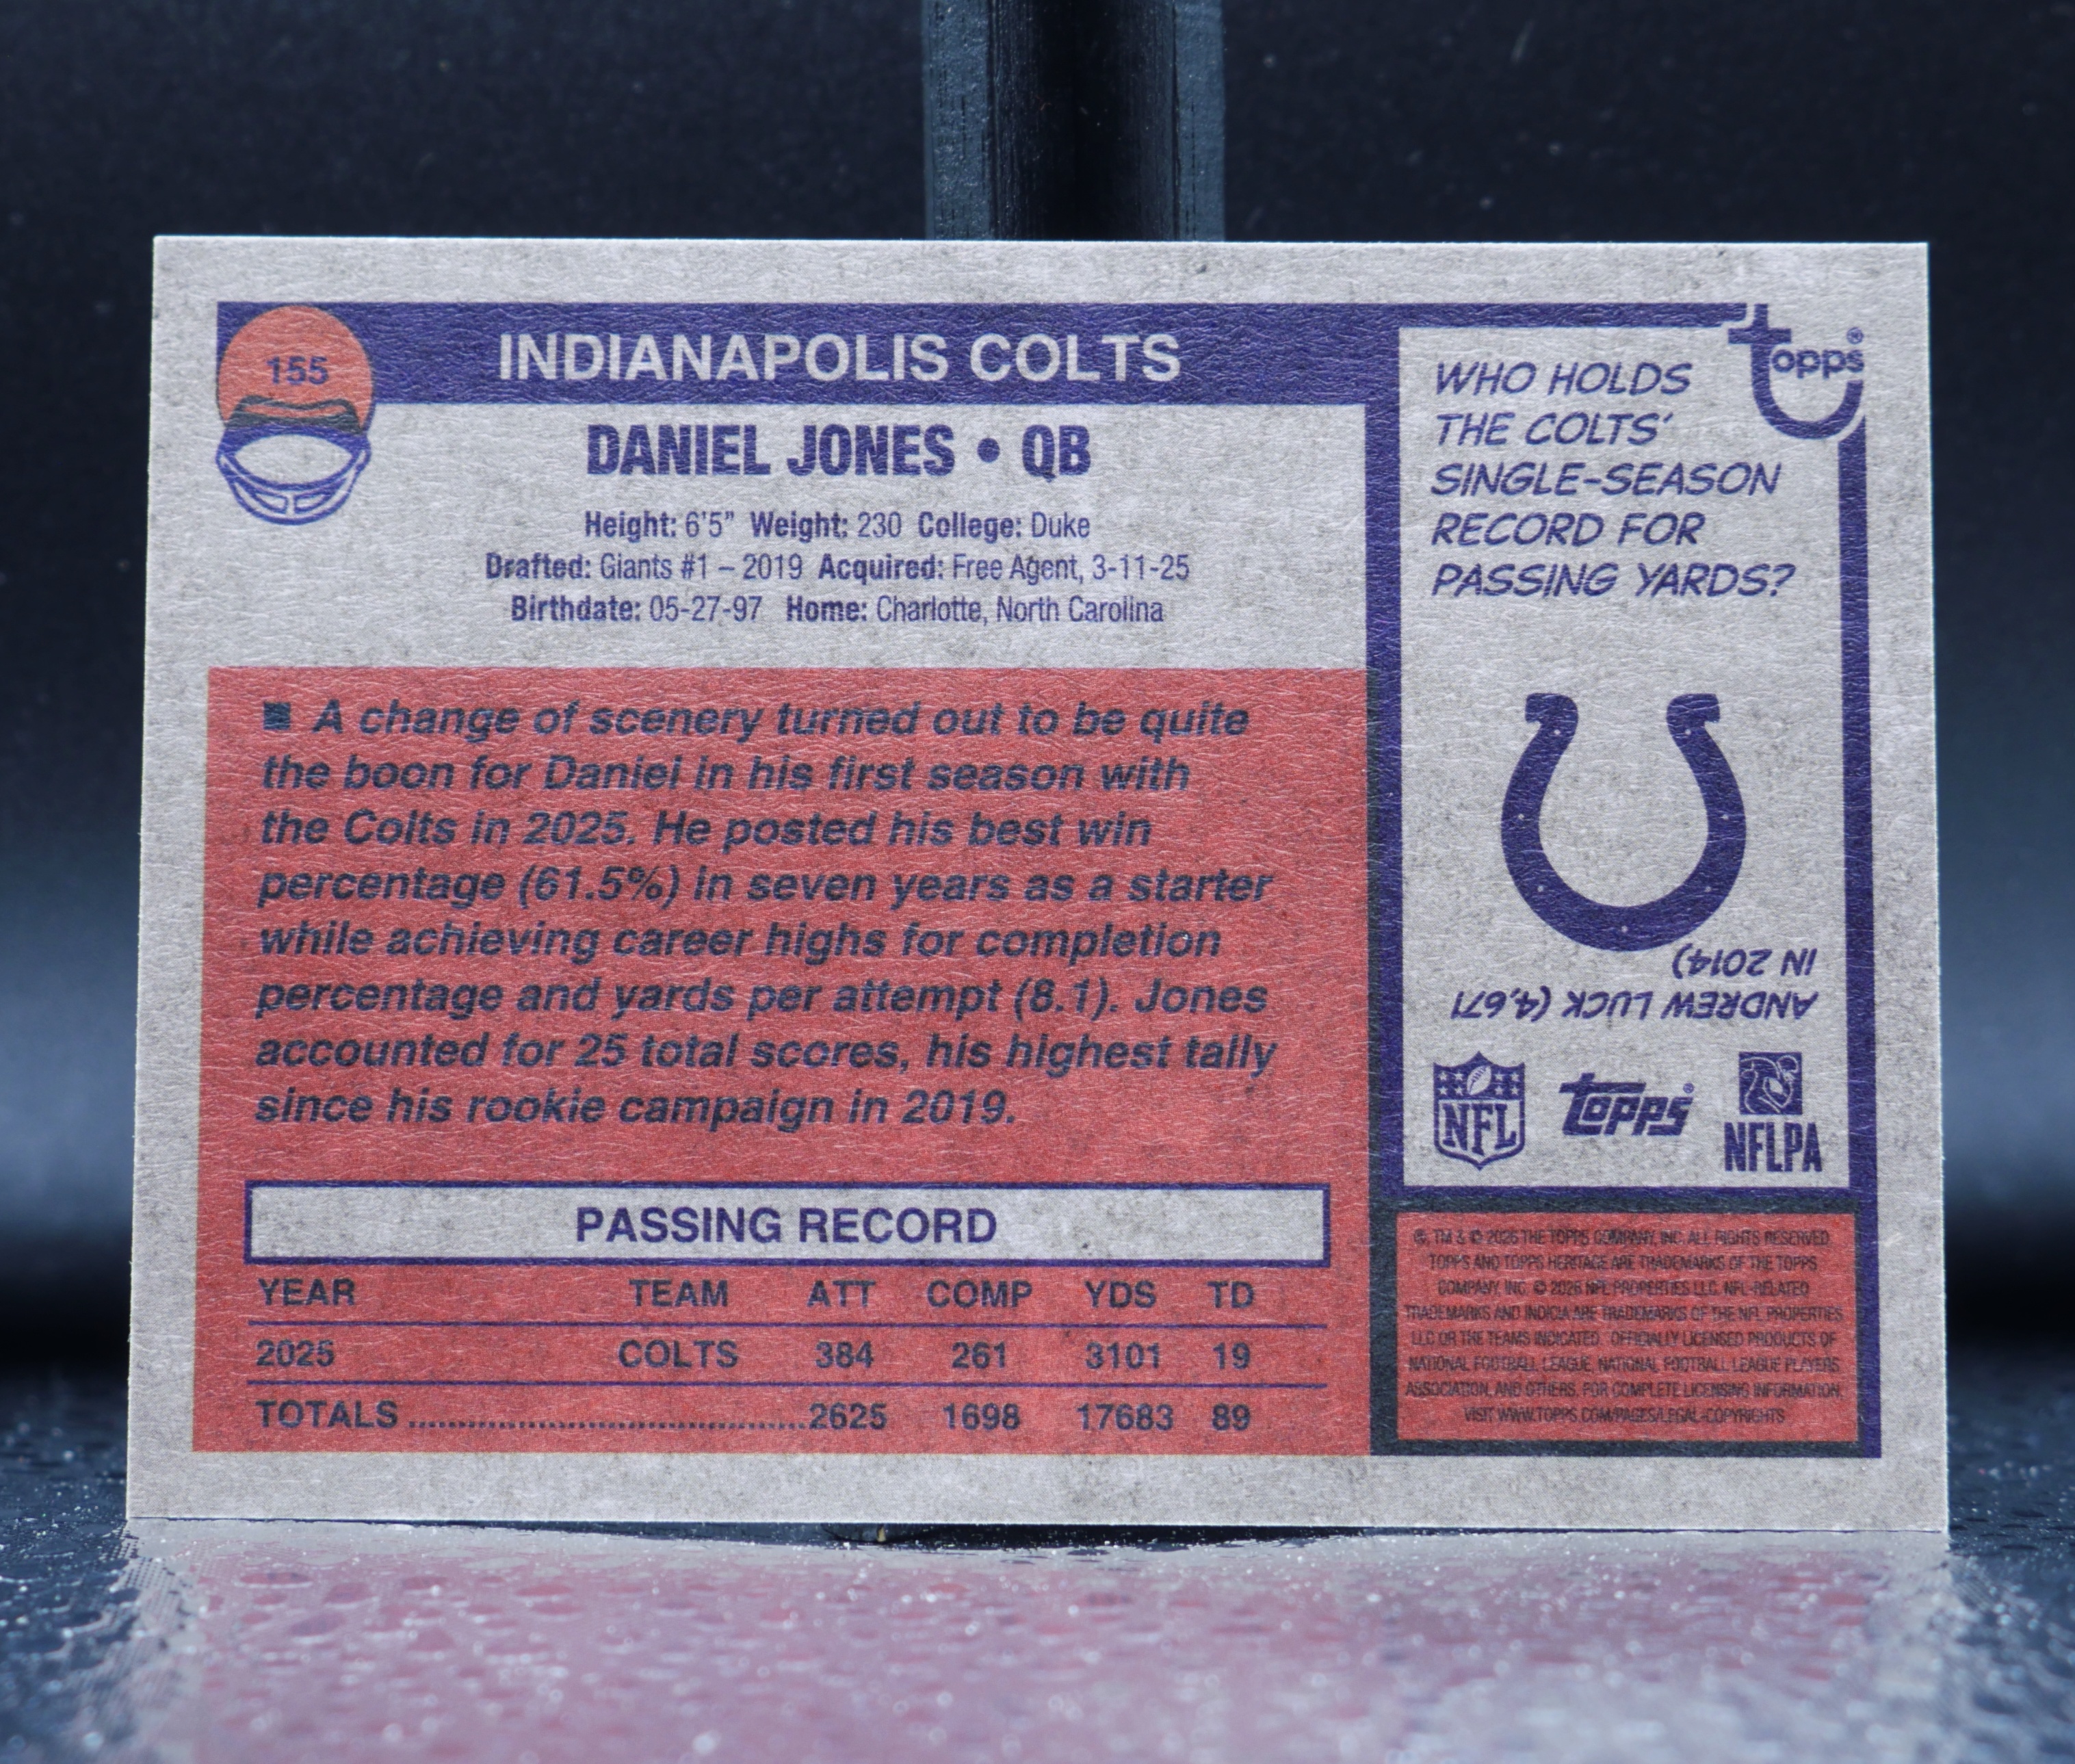 155
INDIANAPOLIS COLTS
DANIEL JONES • QB
Height: 6'5" Weight: 230 College: Duke
Drafted: Giants #1 – 2019 Acquired: Free Agent, 3-11-25
Birthdate: 05-27-97 Home: Charlotte, North Carolina
■ A change of scenery turned out to be quite
the boon for Daniel in his first season with
the Colts in 2025. He posted his best win
percentage (61.5%) in seven years as a starter
while achieving career highs for completion
percentage and yards per attempt (8.1). Jones
accounted for 25 total scores, his highest tally
since his rookie campaign in 2019.
PASSING RECORD
YEAR TEAM ATT COMP YDS TD
2025 COLTS 384 261 3101 19
TOTALS ........................................ 2625 1698 17683 89
topps®
WHO HOLDS
THE COLTS'
SINGLE-SEASON
RECORD FOR
PASSING YARDS?
ANDREW LUCK (4,671
IN 2014)
NFL topps® NFLPA
®, TM & © 2026 THE TOPPS COMPANY, INC. ALL RIGHTS RESERVED.
TOPPS AND TOPPS HERITAGE ARE TRADEMARKS OF THE TOPPS
COMPANY, INC. © 2026 NFL PROPERTIES LLC. NFL-RELATED
TRADEMARKS AND INDICIA ARE TRADEMARKS OF THE NFL PROPERTIES
LLC OR THE TEAMS INDICATED. OFFICIALLY LICENSED PRODUCTS OF
NATIONAL FOOTBALL LEAGUE, NATIONAL FOOTBALL LEAGUE PLAYERS
ASSOCIATION, AND OTHERS. FOR COMPLETE LICENSING INFORMATION,
VISIT WWW.TOPPS.COM/PAGES/LEGAL-COPYRIGHTS